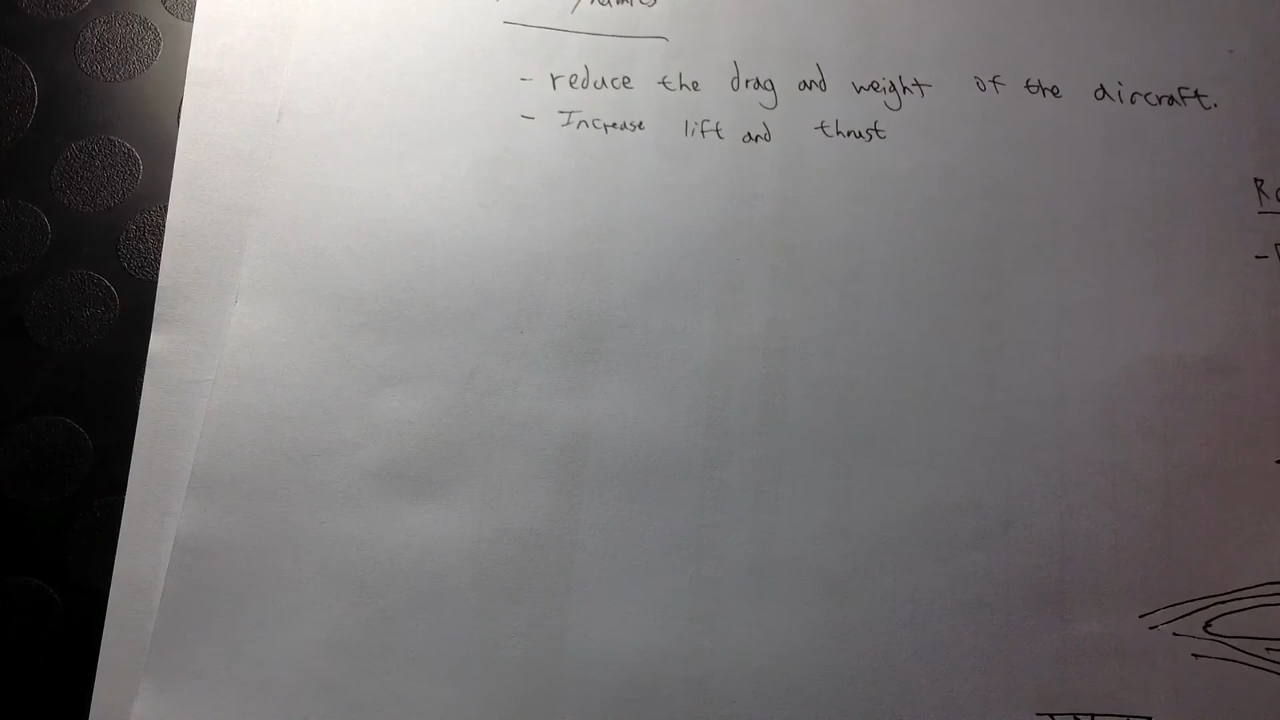 - reduce the drag and weight of the aircraft.
- Increase lift and thrust